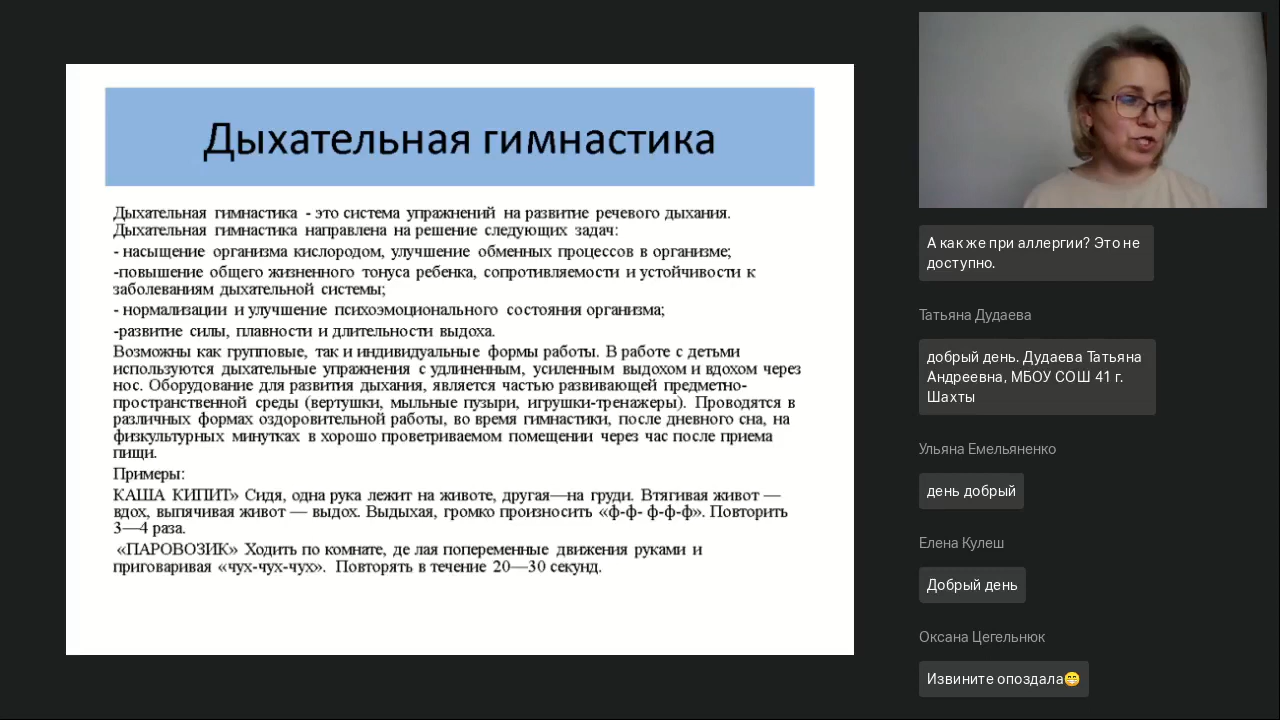 Дыхательная гимнастика
Дыхательная гимнастика - это система упражнений на развитие речевого дыхания.
Дыхательная гимнастика направлена на решение следующих задач:
- насыщение организма кислородом, улучшение обменных процессов в организме;
-повышение общего жизненного тонуса ребенка, сопротивляемости и устойчивости к
заболеваниям дыхательной системы;
- нормализации и улучшение психоэмоционального состояния организма;
-развитие силы, плавности и длительности выдоха.
Возможны как групповые, так и индивидуальные формы работы. В работе с детьми
используются дыхательные упражнения с удлиненным, усиленным выдохом и вдохом через
нос. Оборудование для развития дыхания, является частью развивающей предметно-
пространственной среды (вертушки, мыльные пузыри, игрушки-тренажеры). Проводятся в
различных формах оздоровительной работы, во время гимнастики, после дневного сна, на
физкультурных минутках в хорошо проветриваемом помещении через час после приема
пищи.
Примеры:
КАША КИПИТ» Сидя, одна рука лежит на животе, другая—на груди. Втягивая живот —
вдох, выпячивая живот — выдох. Выдыхая, громко произносить «ф-ф- ф-ф-ф». Повторить
3—4 раза.
«ПАРОВОЗИК» Ходить по комнате, де лая попеременные движения руками и
приговаривая «чух-чух-чух». Повторять в течение 20—30 секунд.
А как же при аллергии? Это не
доступно.
Татьяна Дудаева
добрый день. Дудаева Татьяна
Андреевна, МБОУ СОШ 41 г.
Шахты
Ульяна Емельяненко
день добрый
Елена Кулеш
Добрый день
Оксана Цегельнюк
Извините опоздала😁